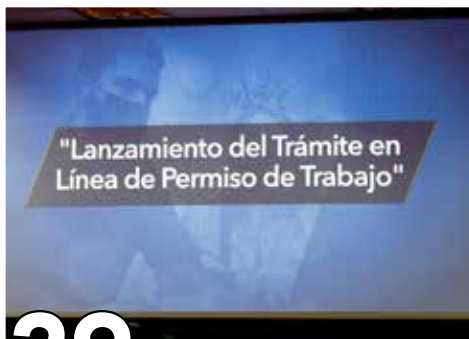 "Lanzamiento del Trámite en
Línea de Permiso de Trabajo"